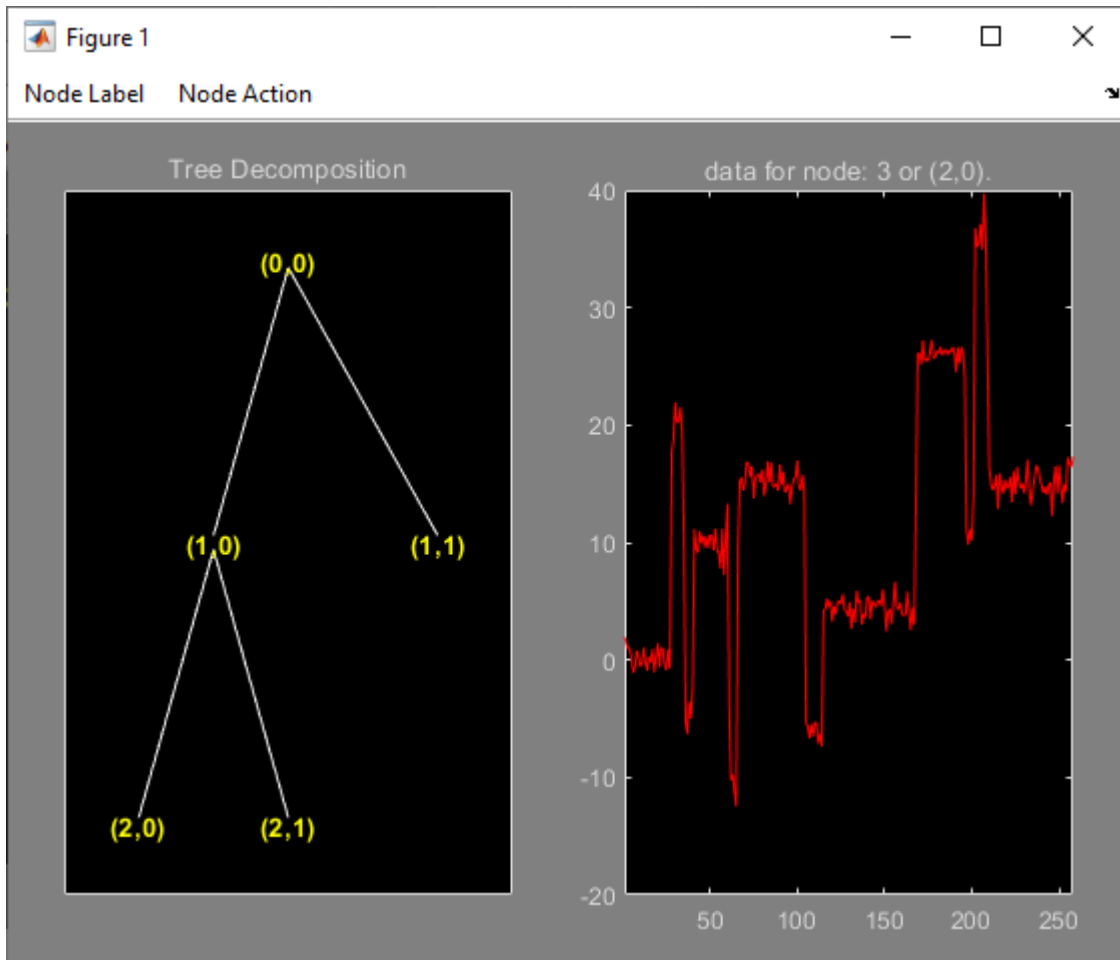 Figure 1
Node Label Node Action
Tree Decomposition
(0,0)
(1,0) (1,1)
(2,0) (2,1)
data for node: 3 or (2,0).
40
30
20
10
0
-10
-20
50 100 150 200 250